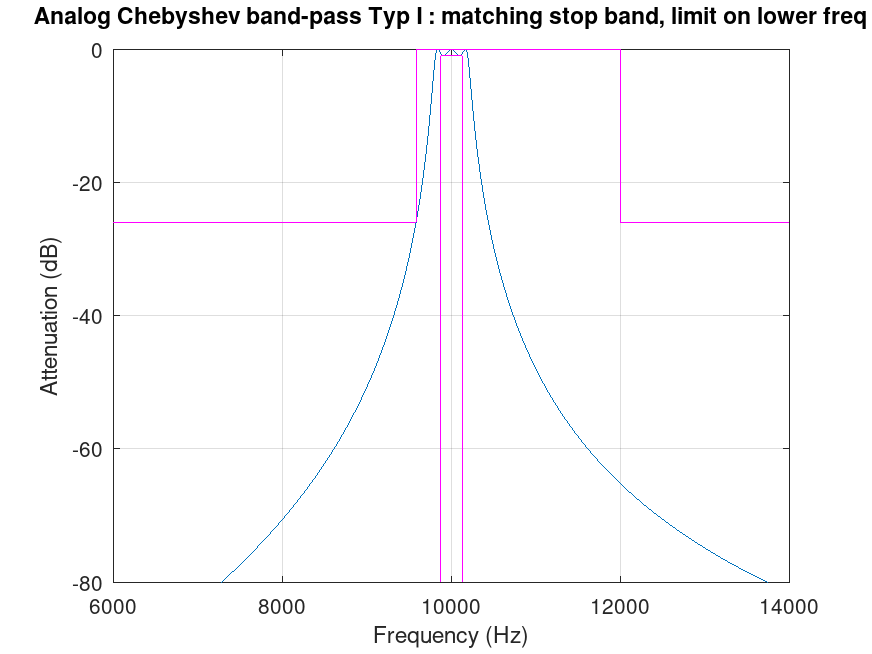 Analog Chebyshev band-pass Typ I : matching stop band, limit on lower freq
0
-20
-40
-60
-80
Attenuation (dB)
6000 8000 10000 12000 14000
Frequency (Hz)